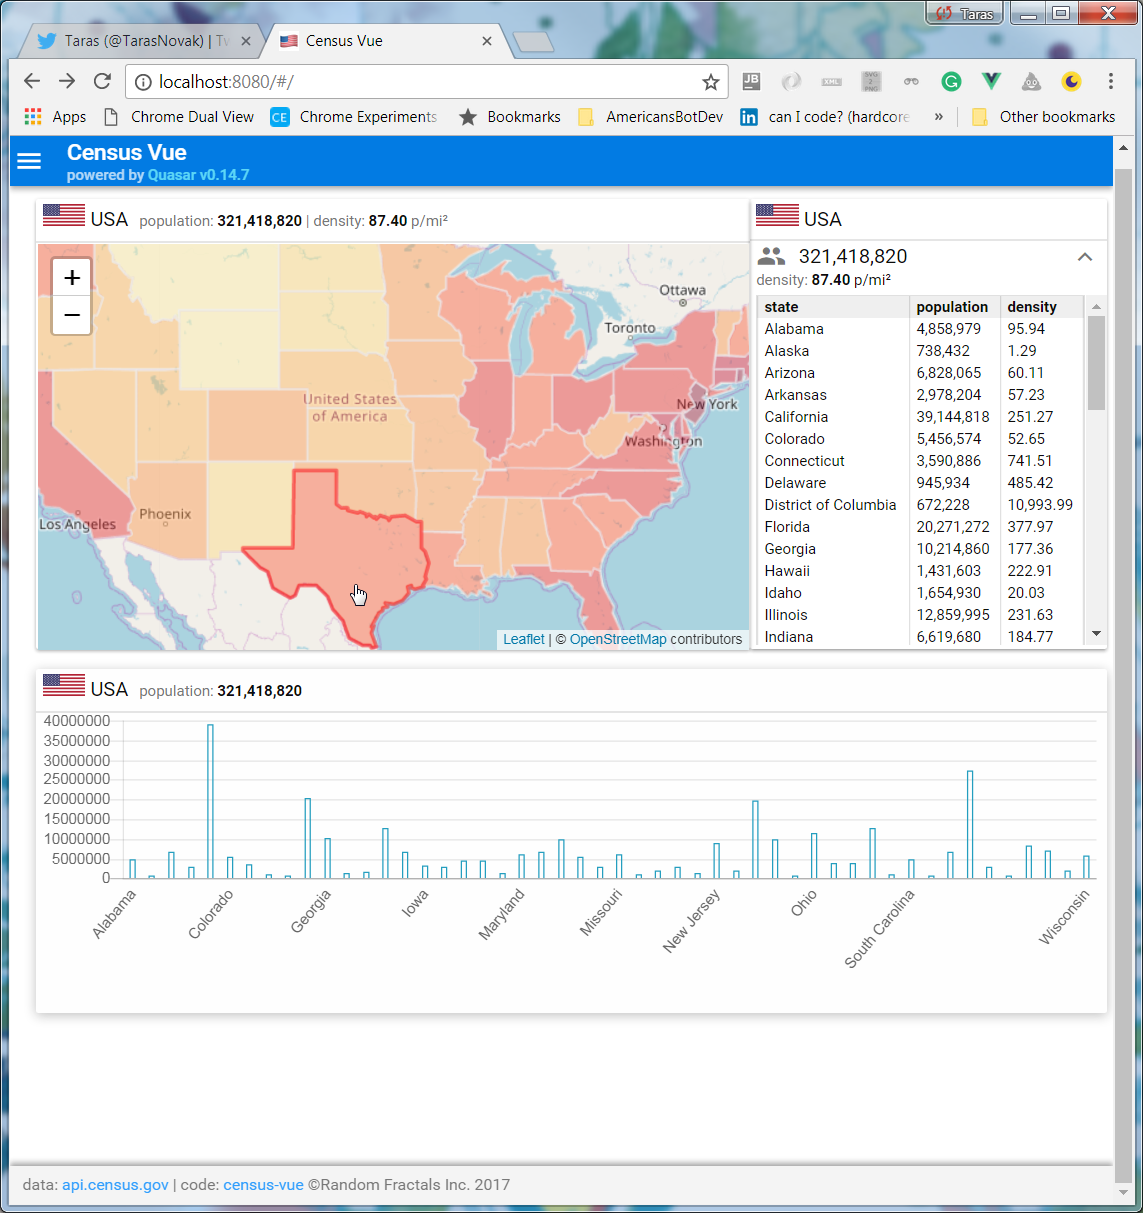 Taras
Taras (@TarasNovak) | Tw
Census Vue
localhost:8080/#/
JB
XML
SVG 2 PNG
Apps
Chrome Dual View
CE
Chrome Experiments
Bookmarks
AmericansBotDev
in
can I code? (hardcore
»
Other bookmarks
Census Vue
powered by Quasar v0.14.7
USA population: 321,418,820 | density: 87.40 p/mi²
+
−
Ottawa
Toronto
United States
of America
New York
Washington
Los Angeles
Phoenix
Leaflet | © OpenStreetMap contributors
USA
321,418,820
density: 87.40 p/mi²
state population density
Alabama 4,858,979 95.94
Alaska 738,432 1.29
Arizona 6,828,065 60.11
Arkansas 2,978,204 57.23
California 39,144,818 251.27
Colorado 5,456,574 52.65
Connecticut 3,590,886 741.51
Delaware 945,934 485.42
District of Columbia 672,228 10,993.99
Florida 20,271,272 377.97
Georgia 10,214,860 177.36
Hawaii 1,431,603 222.91
Idaho 1,654,930 20.03
Illinois 12,859,995 231.63
Indiana 6,619,680 184.77
USA population: 321,418,820
40000000
35000000
30000000
25000000
20000000
15000000
10000000
5000000
0
Alabama
Colorado
Georgia
Iowa
Maryland
Missouri
New Jersey
Ohio
South Carolina
Wisconsin
data: api.census.gov | code: census-vue ©Random Fractals Inc. 2017